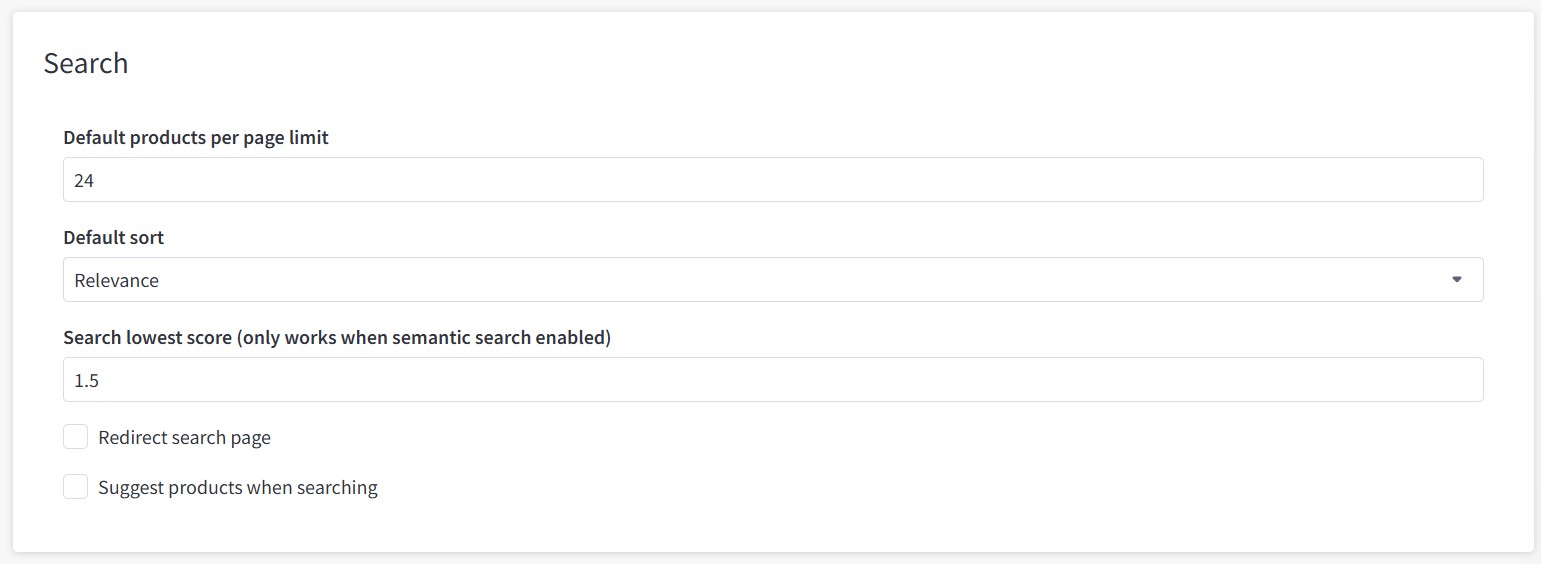 Search
Default products per page limit
24
Default sort
Relevance
Search lowest score (only works when semantic search enabled)
1.5
Redirect search page
Suggest products when searching